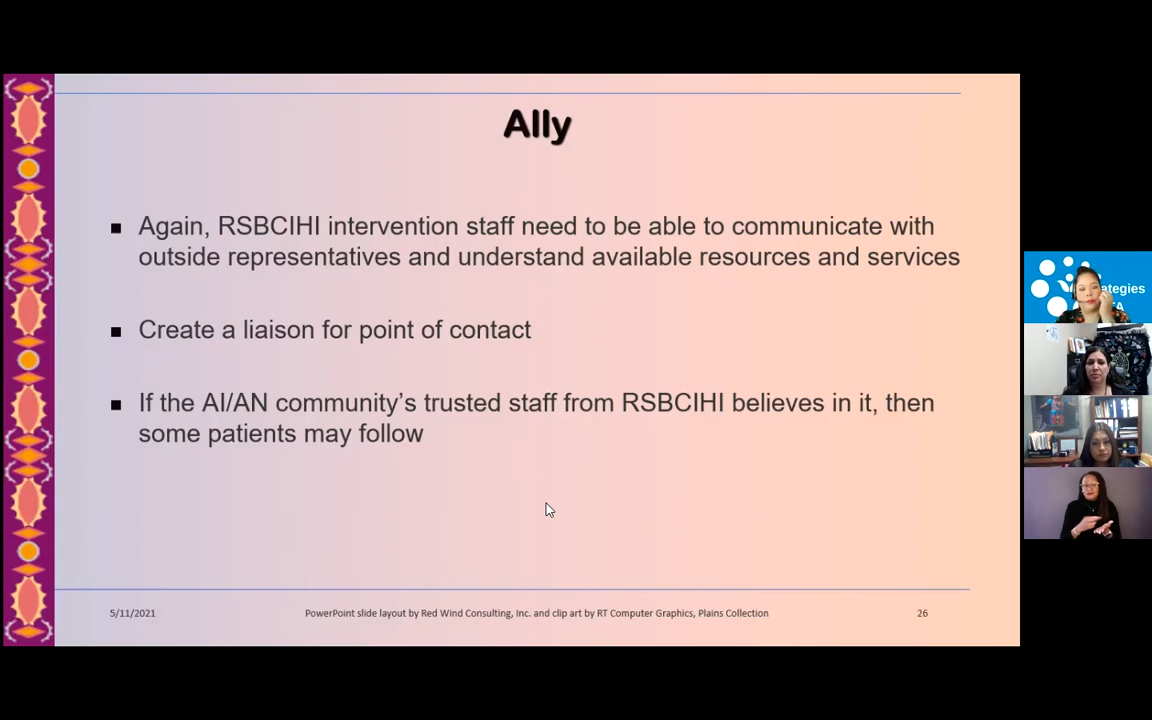 Ally
Again, RSBCIHI intervention staff need to be able to communicate with
outside representatives and understand available resources and services
Create a liaison for point of contact
If the AI/AN community's trusted staff from RSBCIHI believes in it, then
some patients may follow
5/11/2021
PowerPoint slide layout by Red Wind Consulting, Inc. and clip art by RT Computer Graphics, Plains Collection
26